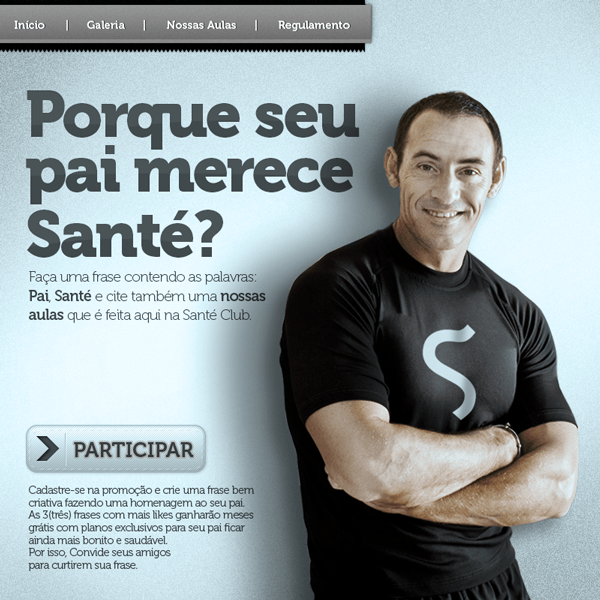 Início | Galeria | Nossas Aulas | Regulamento
Porque seu
pai merece
Santé?
Faça uma frase contendo as palavras:
Pai, Santé e cite também uma nossas
aulas que é feita aqui na Santé Club.
S
PARTICIPAR
Cadastre-se na promoção e crie uma frase bem
criativa fazendo uma homenagem ao seu pai.
As 3(três) frases com mais likes ganharão meses
grátis com planos exclusivos para seu pai ficar
ainda mais bonito e saudável.
Por isso, Convide seus amigos
para curtirem sua frase.